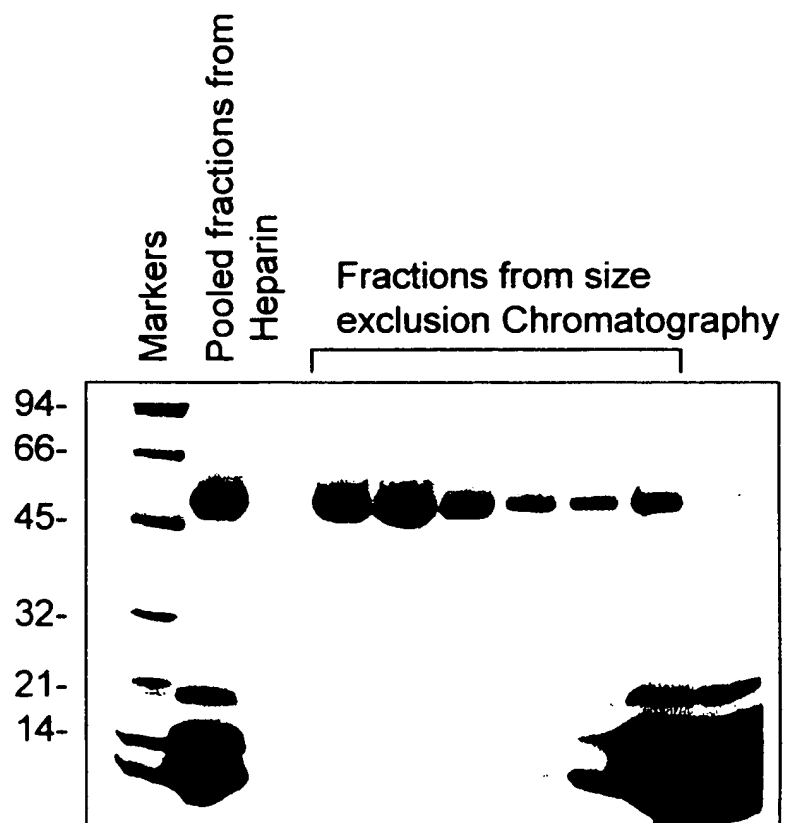 Markers
Pooled fractions from
Heparin
Fractions from size
exclusion Chromatography
94-
66-
45-
32-
21-
14-